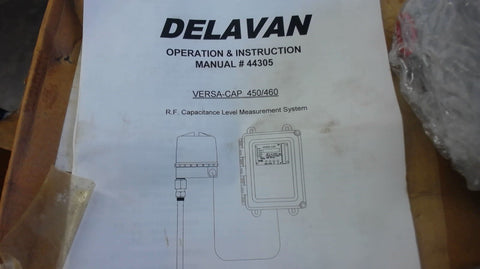 DELAVAN
OPERATION & INSTRUCTION
MANUAL # 44305
VERSA-CAP 450/460
R.F. Capacitance Level Measurement System